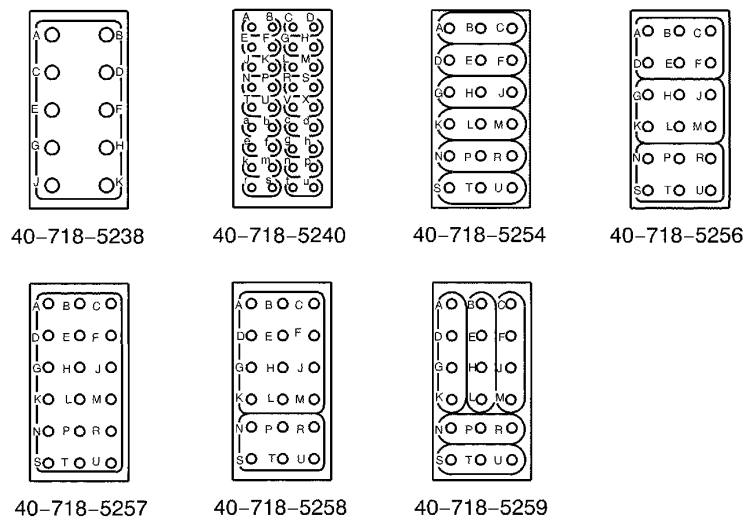 A B
C D
E F
G H
J K
40-718-5238
A B C D
E F G H
J K L M
N P R S
T U V X
a b c d
e f g h
k m n p
r s t u
40-718-5240
A B C
D E F
G H J
K L M
N P R
S T U
40-718-5254
A B C
D E F
G H J
K L M
N P R
S T U
40-718-5256
A B C
D E F
G H J
K L M
N P R
S T U
40-718-5257
A B C
D E F
G H J
K L M
N P R
S T U
40-718-5258
A B C
D E F
G H J
K L M
N P R
S T U
40-718-5259